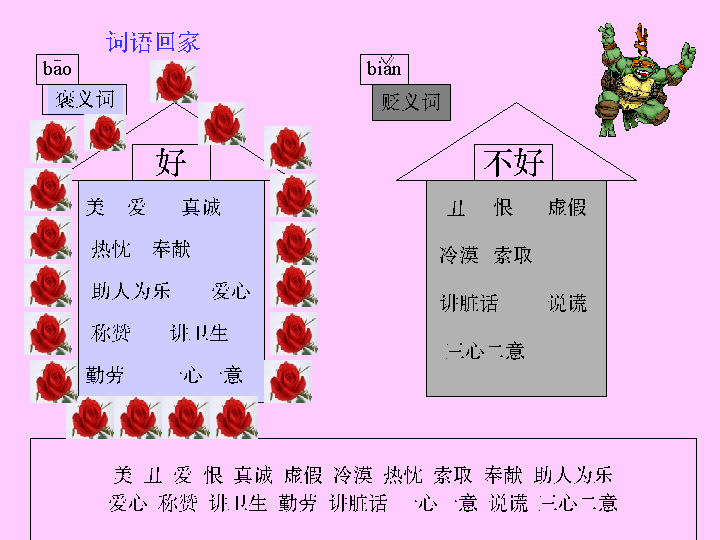 词语回家
bāo
褒义词
好
美 爱 真诚
热忱 奉献
助人为乐 爱心
称赞 讲卫生
勤劳 一心一意
biǎn
贬义词
不好
丑 恨 虚假
冷漠 索取
讲脏话 说谎
三心二意
美 丑 爱 恨 真诚 虚假 冷漠 热忱 索取 奉献 助人为乐
爱心 称赞 讲卫生 勤劳 讲脏话 一心一意 说谎 三心二意